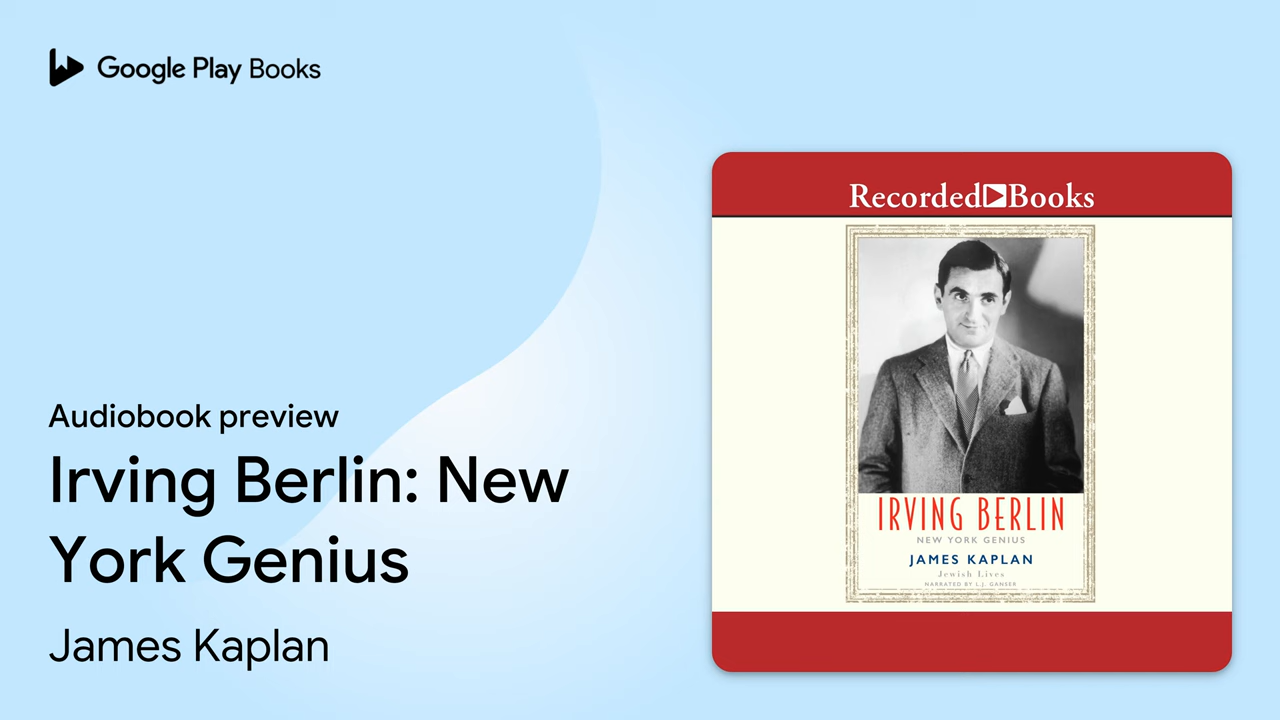 Google Play Books
Audiobook preview
Irving Berlin: New
York Genius
James Kaplan
Recorded Books
IRVING BERLIN
NEW YORK GENIUS
JAMES KAPLAN
Jewish Lives
NARRATED BY L.J. GANSER